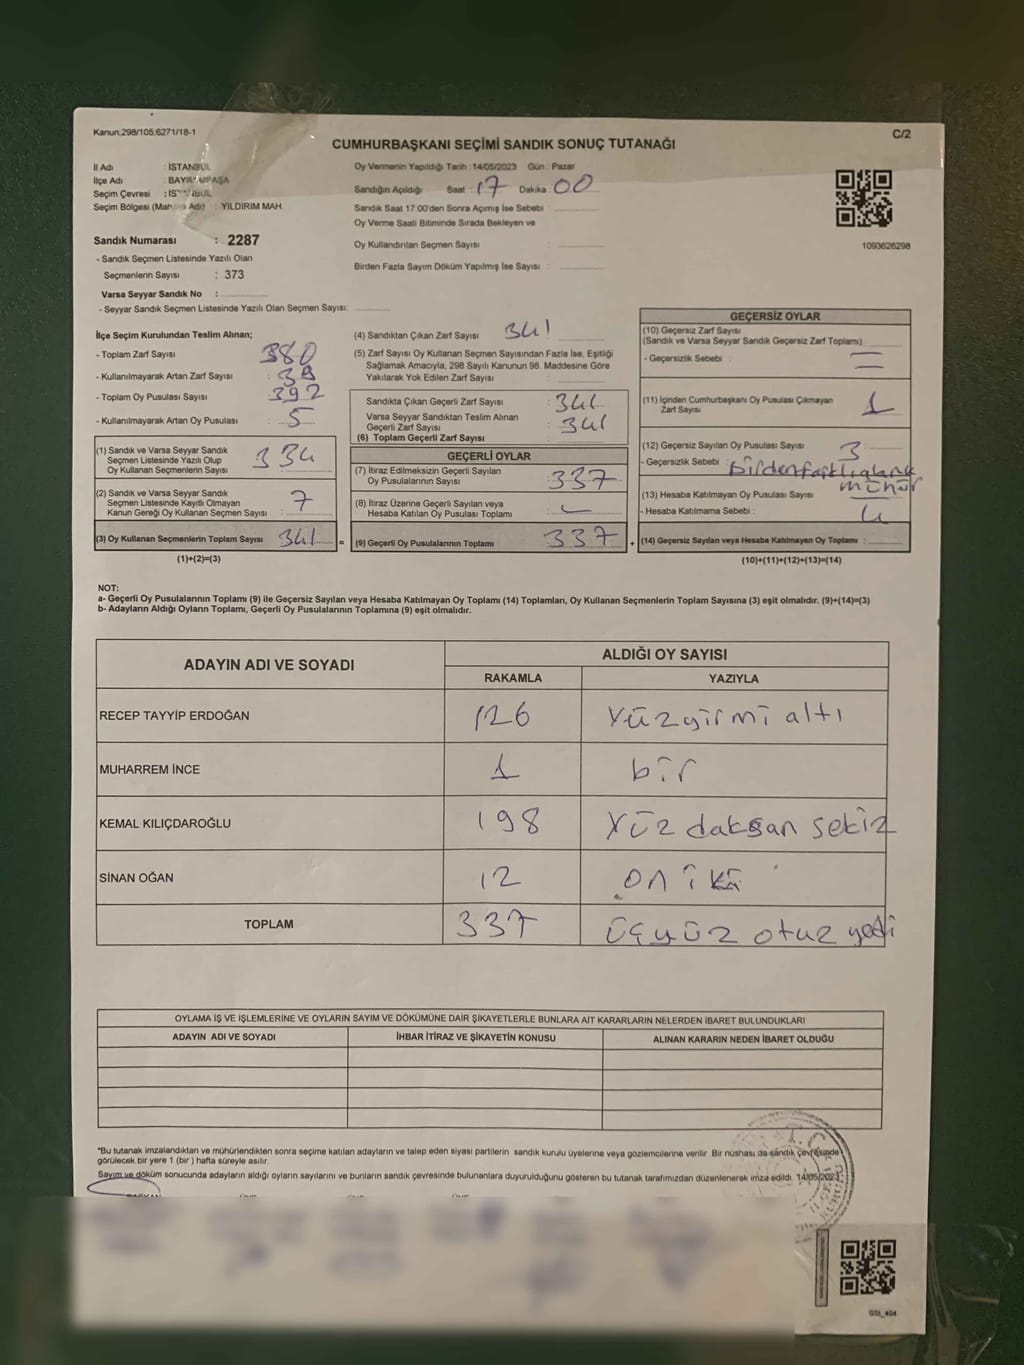 Kanun;298/105;6271/18-1
C/2
CUMHURBAŞKANI SEÇİMİ SANDIK SONUÇ TUTANAĞI
İl Adı : İSTANBUL
İlçe Adı : BAYRAMPAŞA
Seçim Çevresi : İSTANBUL
Seçim Bölgesi (Mah Adı) : YILDIRIM MAH.
Sandık Numarası : 2287
- Sandık Seçmen Listesinde Yazılı Olan
Seçmenlerin Sayısı : 373
Varsa Seyyar Sandık No :
- Seyyar Sandık Seçmen Listesinde Yazılı Olan Seçmen Sayısı:
Oy Vermenin Yapıldığı Tarih :14/05/2023 Gün : Pazar
Sandığın Açıldığı Saat : 17 Dakika 00
Sandık Saat 17:00'den Sonra Açımış İse Sebebi :
Oy Verme Saati Bitiminde Sırada Bekleyen ve
Oy Kullandırılan Seçmen Sayısı :
Birden Fazla Sayım Döküm Yapılmış İse Sayısı :
1093626298
İlçe Seçim Kurulundan Teslim Alınan;
- Toplam Zarf Sayısı : 380
- Kullanılmayarak Artan Zarf Sayısı :
- Toplam Oy Pusulası Sayısı : 392
- Kullanılmayarak Artan Oy Pusulası : 5
(1) Sandık ve Varsa Seyyar Sandık
Seçmen Listesinde Yazılı Olup
Oy Kullanan Seçmenlerin Sayısı : 334
(2) Sandık ve Varsa Seyyar Sandık
Seçmen Listesinde Kayıtlı Olmayan
Kanun Gereği Oy Kullanan Seçmen Sayısı : 7
(3) Oy Kullanan Seçmenlerin Toplam Sayısı : 341
(1)+(2)=(3)
(4) Sandıktan Çıkan Zarf Sayısı : 341
(5) Zarf Sayısı Oy Kullanan Seçmen Sayısından Fazla İse, Eşitliği
Sağlamak Amacıyla, 298 Sayılı Kanunun 98. Maddesine Göre
Yakılarak Yok Edilen Zarf Sayısı :
Sandıkta Çıkan Geçerli Zarf Sayısı : 341
Varsa Seyyar Sandıktan Teslim Alınan
Geçerli Zarf Sayısı : 341
(6) Toplam Geçerli Zarf Sayısı :
GEÇERLİ OYLAR
(7) İtiraz Edilmeksizin Geçerli Sayılan
Oy Pusulalarının Sayısı : 337
(8) İtiraz Üzerine Geçerli Sayılan veya
Hesaba Katılan Oy Pusulası Toplamı :
(9) Geçerli Oy Pusulalarının Toplamı : 337
GEÇERSİZ OYLAR
(10) Geçersiz Zarf Sayısı
(Sandık ve Varsa Seyyar Sandık Geçersiz Zarf Toplamı) :
- Geçersizlik Sebebi :
(11) İçinden Cumhurbaşkanı Oy Pusulası Çıkmayan
Zarf Sayısı : 1
(12) Geçersiz Sayılan Oy Pusulası Sayısı : 3
- Geçersizlik Sebebi :
mühür
(13) Hesaba Katılmayan Oy Pusulası Sayısı :
- Hesaba Katılmama Sebebi : 4
(14) Geçersiz Sayılan veya Hesaba Katılmayan Oy Toplamı :
(10)+(11)+(12)+(13)=(14)
NOT:
a- Geçerli Oy Pusulalarının Toplamı (9) ile Geçersiz Sayılan veya Hesaba Katılmayan Oy Toplamı (14) Toplamları, Oy Kullanan Seçmenlerin Toplam Sayısına (3) eşit olmalıdır. (9)+(14)=(3)
b- Adayların Aldığı Oyların Toplamı, Geçerli Oy Pusulalarının Toplamına (9) eşit olmalıdır.
ADAYIN ADI VE SOYADI
ALDIĞI OY SAYISI
RAKAMLA YAZIYLA
RECEP TAYYİP ERDOĞAN 126 Yüzyirmi altı
MUHARREM İNCE 1 bir
KEMAL KILIÇDAROĞLU 198 Yüz daksan sekiz
SİNAN OĞAN 12 on iki
TOPLAM 337 üçyüz otuz yedi
OYLAMA İŞ VE İŞLEMLERİNE VE OYLARIN SAYIM VE DÖKÜMÜNE DAİR ŞİKAYETLERLE BUNLARA AİT KARARLARIN NELERDEN İBARET BULUNDUKLARI
ADAYIN ADI VE SOYADI İHBAR İTİRAZ VE ŞİKAYETİN KONUSU ALINAN KARARIN NEDEN İBARET OLDUĞU
*Bu tutanak imzalandıktan ve mühürlendikten sonra seçime katılan adayların ve talep eden siyasi partilerin sandık kurulu üyelerine veya gözlemcilerine verilir. Bir nüshası da sandık çevresinde
görülecek bir yere 1 (bir ) hafta süreyle asılır.
Sayım ve döküm sonucunda adayların aldığı oyların sayılarını ve bunların sandık çevresinde bulunanlara duyurulduğunu gösteren bu tutanak tarafımızdan düzenlenerek imza edildi. 14/05/2023
BAŞKAN